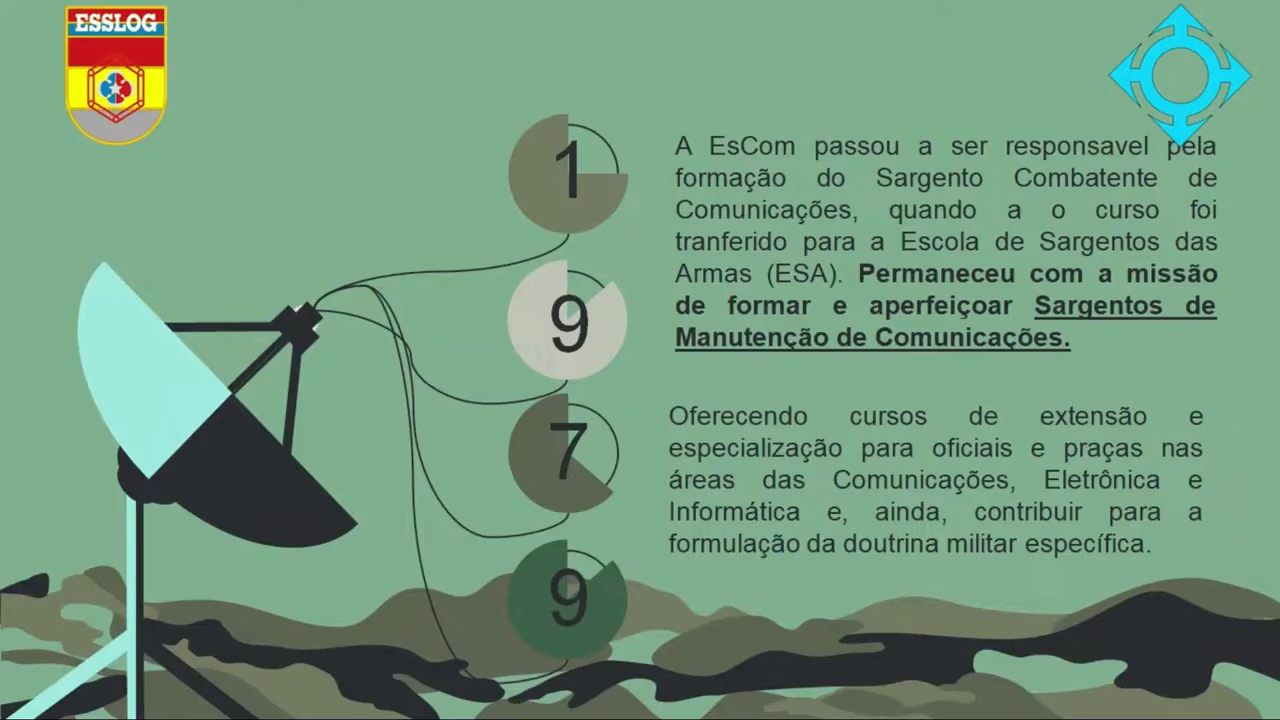 ESSLOG
1
9
7
9
A EsCom passou a ser responsavel pela
formação do Sargento Combatente de
Comunicações, quando a o curso foi
tranferido para a Escola de Sargentos das
Armas (ESA). Permaneceu com a missão
de formar e aperfeiçoar Sargentos de
Manutenção de Comunicações.
Oferecendo cursos de extensão e
especialização para oficiais e praças nas
áreas das Comunicações, Eletrônica e
Informática e, ainda, contribuir para a
formulação da doutrina militar específica.